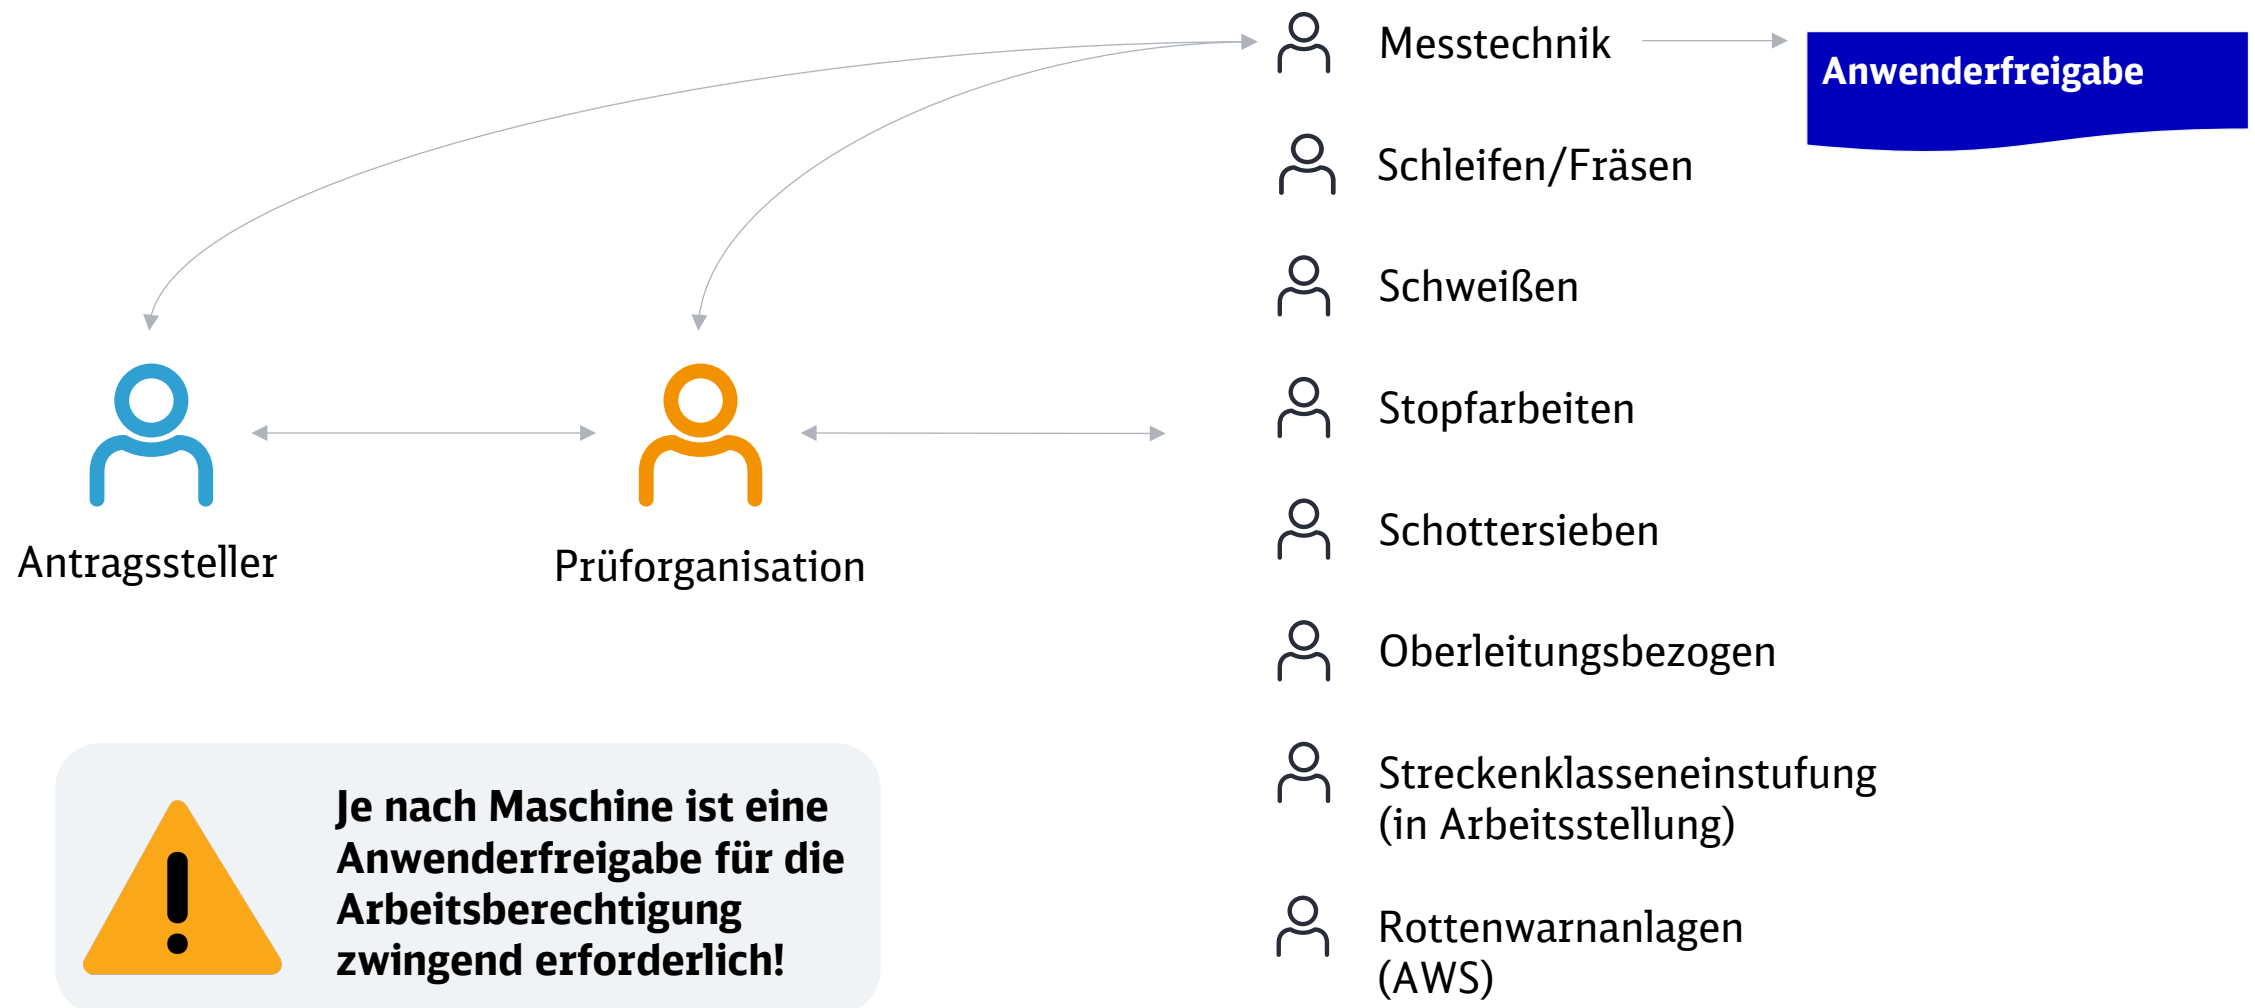 Messtechnik
Anwenderfreigabe
Schleifen/Fräsen
Schweißen
Stopfarbeiten
Schottersieben
Oberleitungsbezogen
Streckenklasseneinstufung
(in Arbeitsstellung)
Rottenwarnanlagen
(AWS)
Antragssteller
Prüforganisation
Je nach Maschine ist eine
Anwenderfreigabe für die
Arbeitsberechtigung
zwingend erforderlich!